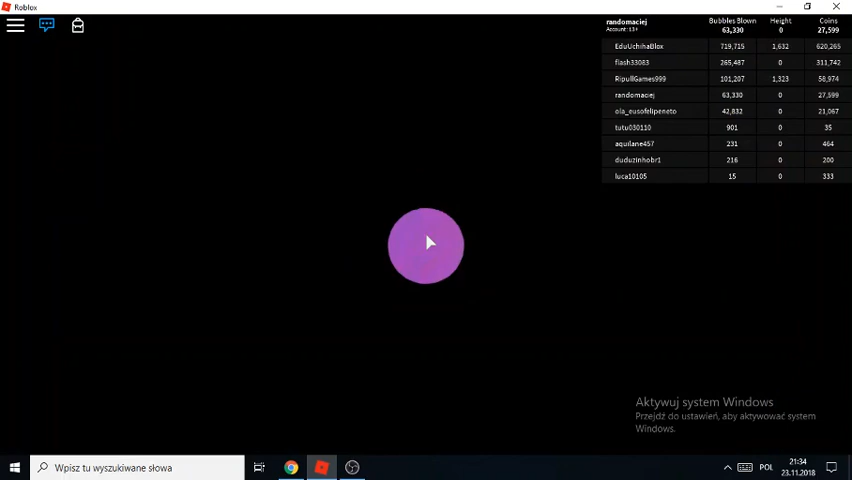 Roblox
randomaciej Bubbles Blown Height Coins
Account: 13+ 63,330 0 27,599
EduUchihaBlox 719,715 1,632 620,265
flash33083 265,487 0 311,742
RipullGames999 101,207 1,323 58,974
randomaciej 63,330 0 27,599
ola_eusofelipeneto 42,832 0 21,067
tutu030110 901 0 35
aquilane457 231 0 464
duduzinhobr1 216 0 200
luca10105 15 0 333
Aktywuj system Windows
Przejdź do ustawień, aby aktywować system
Windows.
Wpisz tu wyszukiwane słowa
POL
21:34
23.11.2018